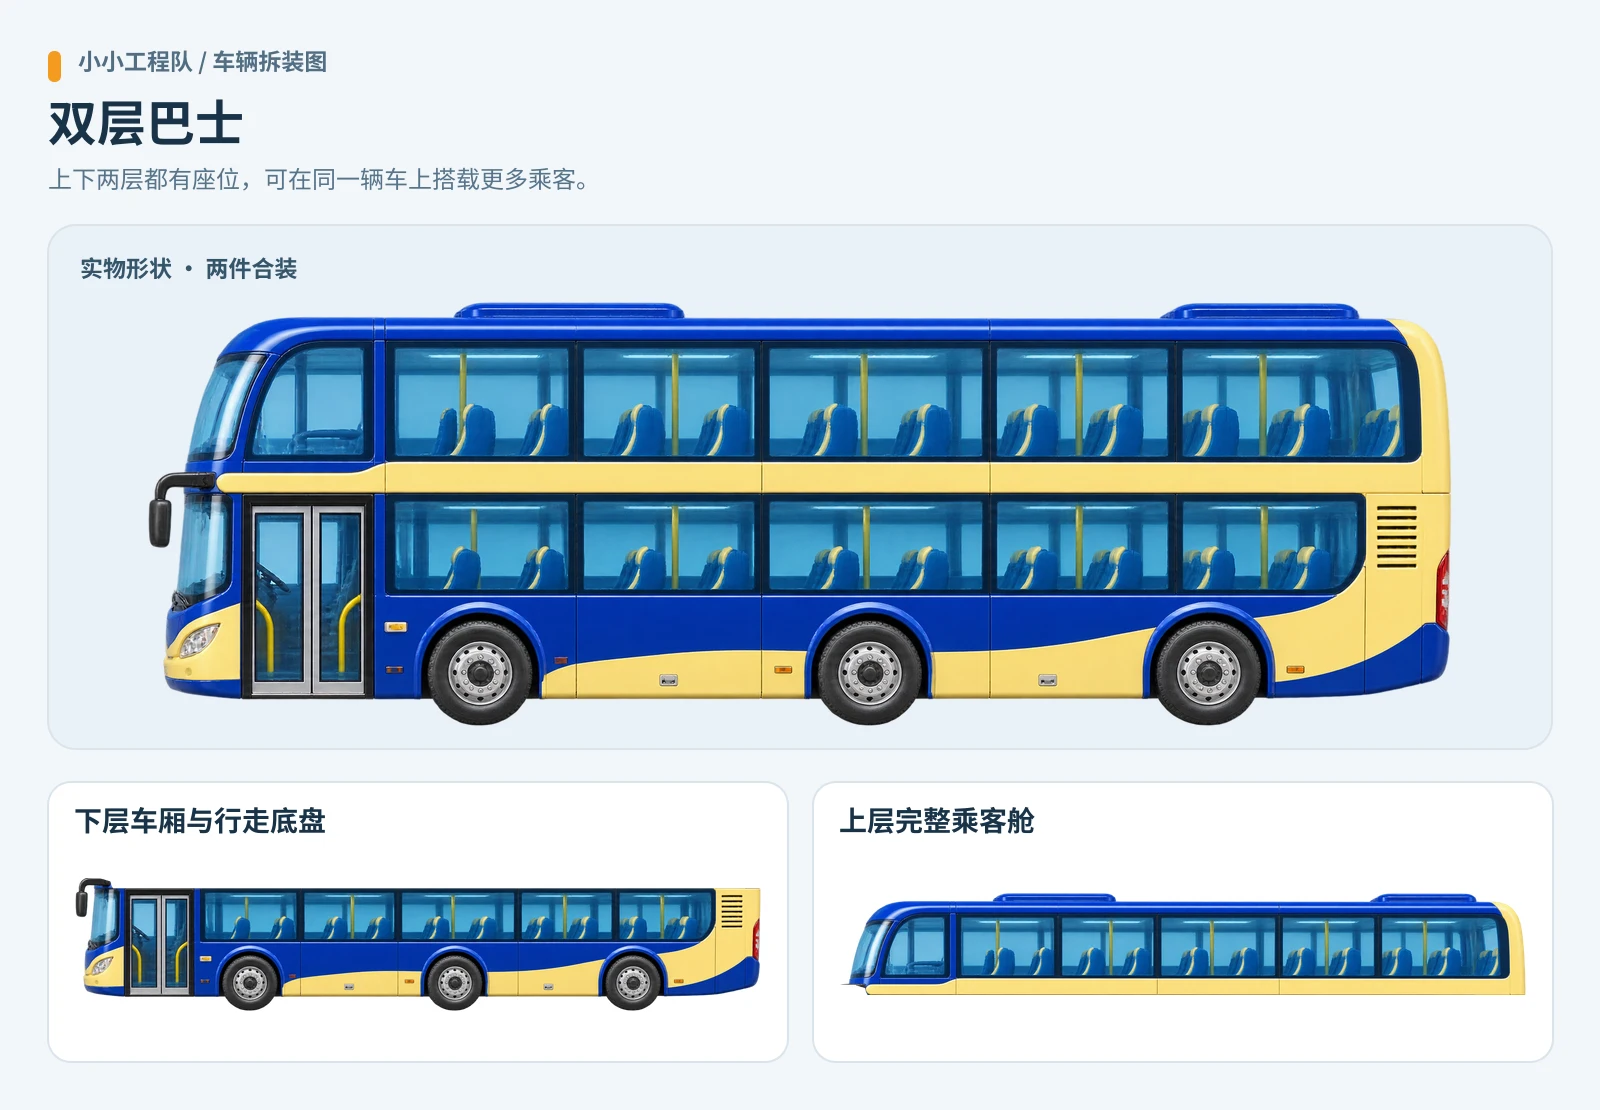 小小工程队 / 车辆拆装图
双层巴士
上下两层都有座位，可在同一辆车上搭载更多乘客。
实物形状 · 两件合装
下层车厢与行走底盘
上层完整乘客舱